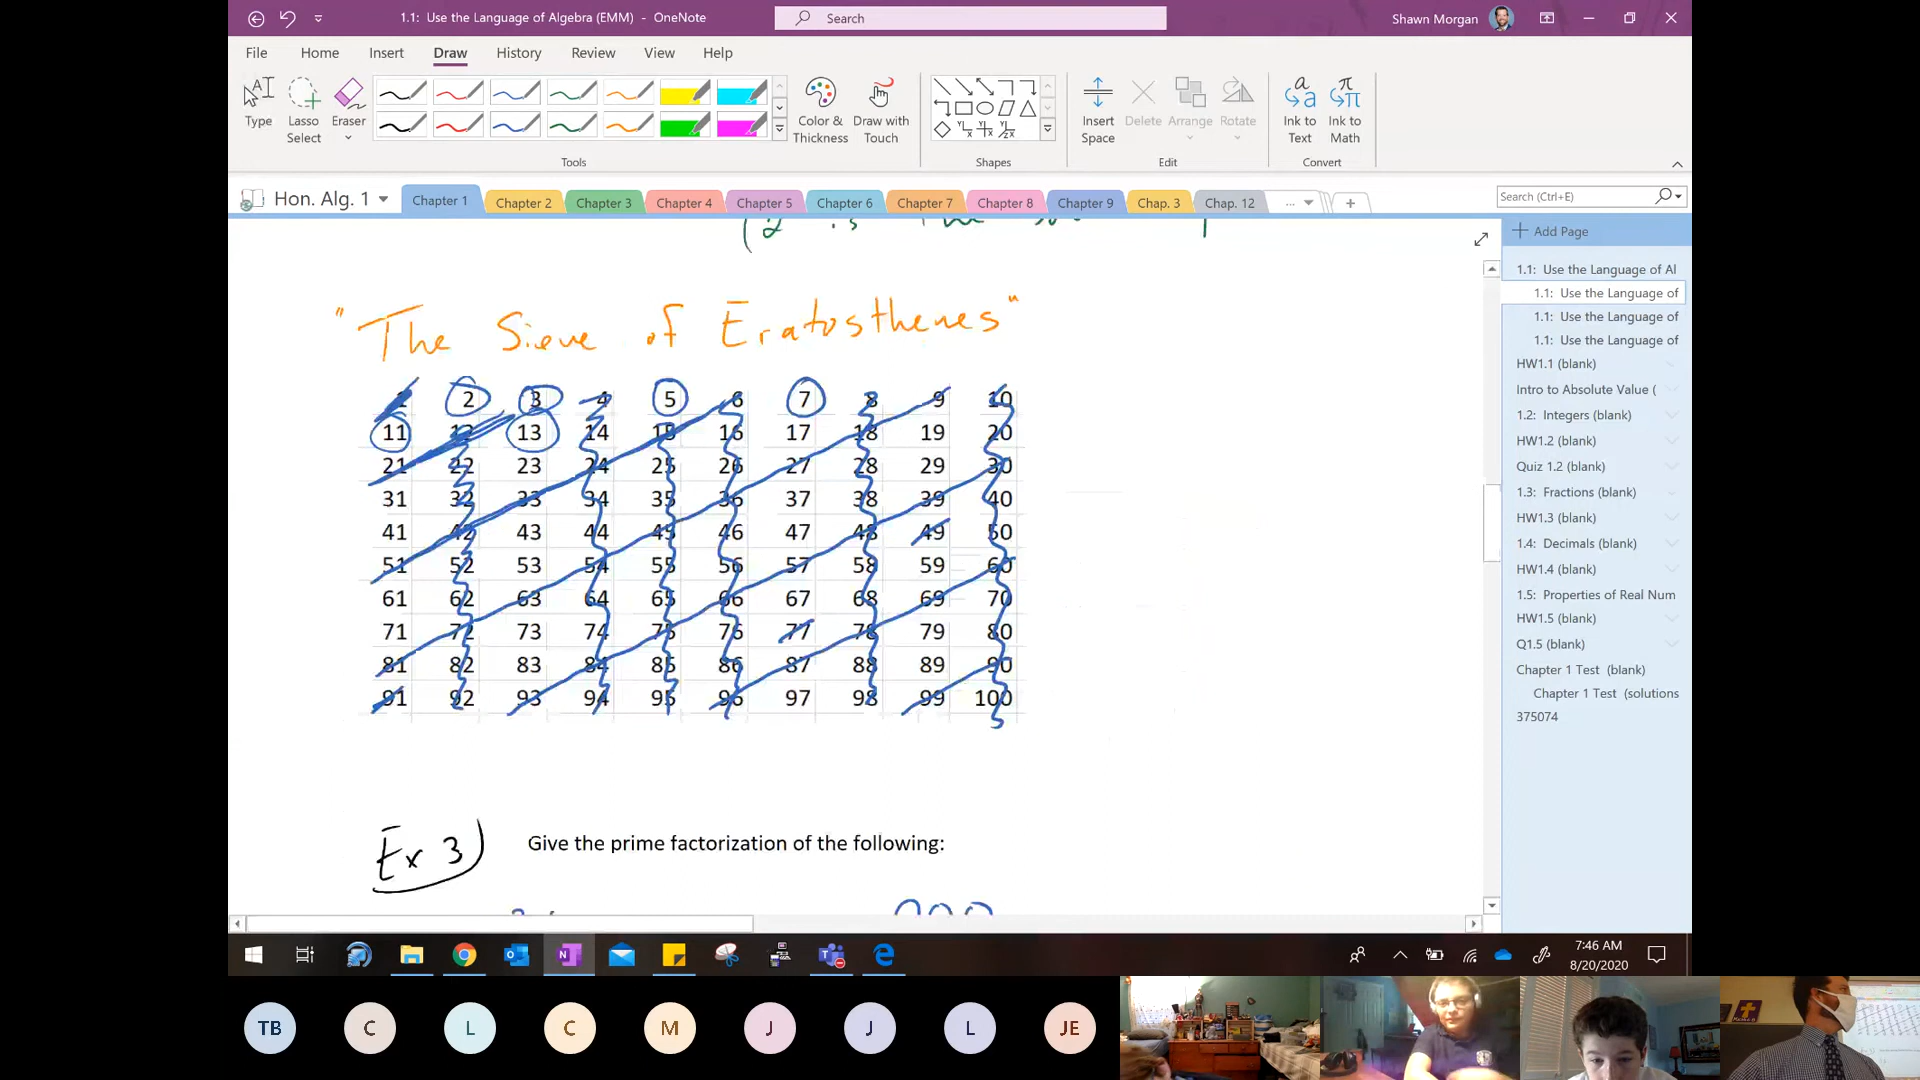 1.1: Use the Language of Algebra (EMM) - OneNote
Search
Shawn Morgan
File Home Insert Draw History Review View Help
Type
Lasso Select
Eraser
Color & Thickness
Draw with Touch
Insert Space
Delete
Arrange
Rotate
Ink to Text
Ink to Math
Tools
Shapes
Edit
Convert
Hon. Alg. 1
Chapter 1 Chapter 2 Chapter 3 Chapter 4 Chapter 5 Chapter 6 Chapter 7 Chapter 8 Chapter 9 Chap. 3 Chap. 12 ...
Search (Ctrl+E)
Add Page
1.1: Use the Language of Al
1.1: Use the Language of
1.1: Use the Language of
1.1: Use the Language of
HW1.1 (blank)
Intro to Absolute Value (
1.2: Integers (blank)
HW1.2 (blank)
Quiz 1.2 (blank)
1.3: Fractions (blank)
HW1.3 (blank)
1.4: Decimals (blank)
HW1.4 (blank)
1.5: Properties of Real Num
HW1.5 (blank)
Q1.5 (blank)
Chapter 1 Test (blank)
Chapter 1 Test (solutions
375074
"The Sieve of Eratosthenes"
1 2 3 4 5 6 7 8 9 10
11 12 13 14 15 16 17 18 19 20
21 22 23 24 25 26 27 28 29 30
31 32 33 34 35 36 37 38 39 40
41 42 43 44 45 46 47 48 49 50
51 52 53 54 55 56 57 58 59 60
61 62 63 64 65 66 67 68 69 70
71 72 73 74 75 76 77 78 79 80
81 82 83 84 85 86 87 88 89 90
91 92 93 94 95 96 97 98 99 100
Ex 3) Give the prime factorization of the following:
7:46 AM
8/20/2020
TB C L C M J J L JE